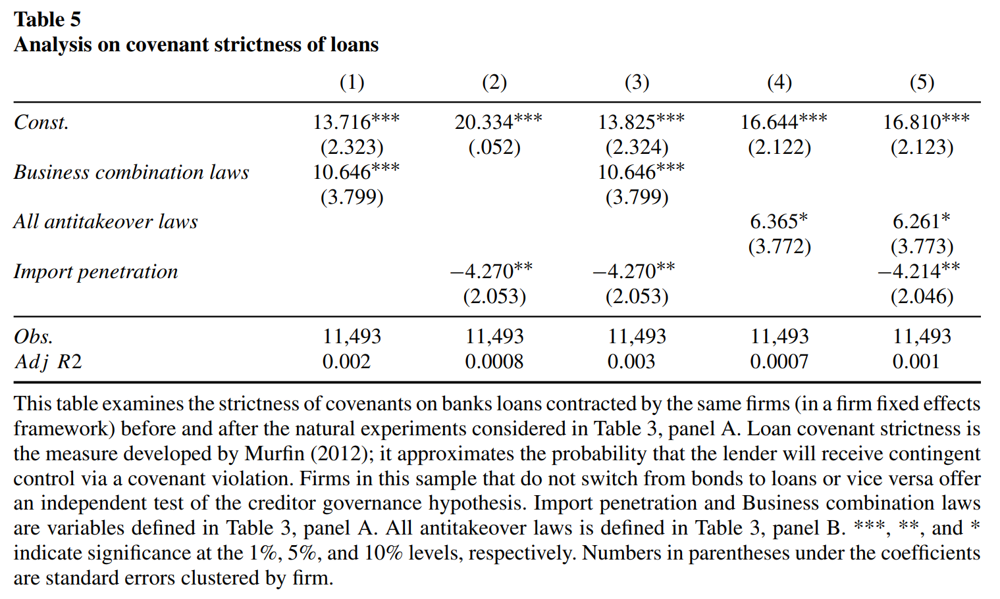 Table 5
Analysis on covenant strictness of loans
(1) (2) (3) (4) (5)
Const. 13.716*** 20.334*** 13.825*** 16.644*** 16.810***
(2.323) (.052) (2.324) (2.122) (2.123)
Business combination laws 10.646*** 10.646***
(3.799) (3.799)
All antitakeover laws 6.365* 6.261*
(3.772) (3.773)
Import penetration −4.270** −4.270** −4.214**
(2.053) (2.053) (2.046)
Obs. 11,493 11,493 11,493 11,493 11,493
Adj R2 0.002 0.0008 0.003 0.0007 0.001
This table examines the strictness of covenants on banks loans contracted by the same firms (in a firm fixed effects
framework) before and after the natural experiments considered in Table 3, panel A. Loan covenant strictness is
the measure developed by Murfin (2012); it approximates the probability that the lender will receive contingent
control via a covenant violation. Firms in this sample that do not switch from bonds to loans or vice versa offer
an independent test of the creditor governance hypothesis. Import penetration and Business combination laws
are variables defined in Table 3, panel A. All antitakeover laws is defined in Table 3, panel B. ***, **, and *
indicate significance at the 1%, 5%, and 10% levels, respectively. Numbers in parentheses under the coefficients
are standard errors clustered by firm.